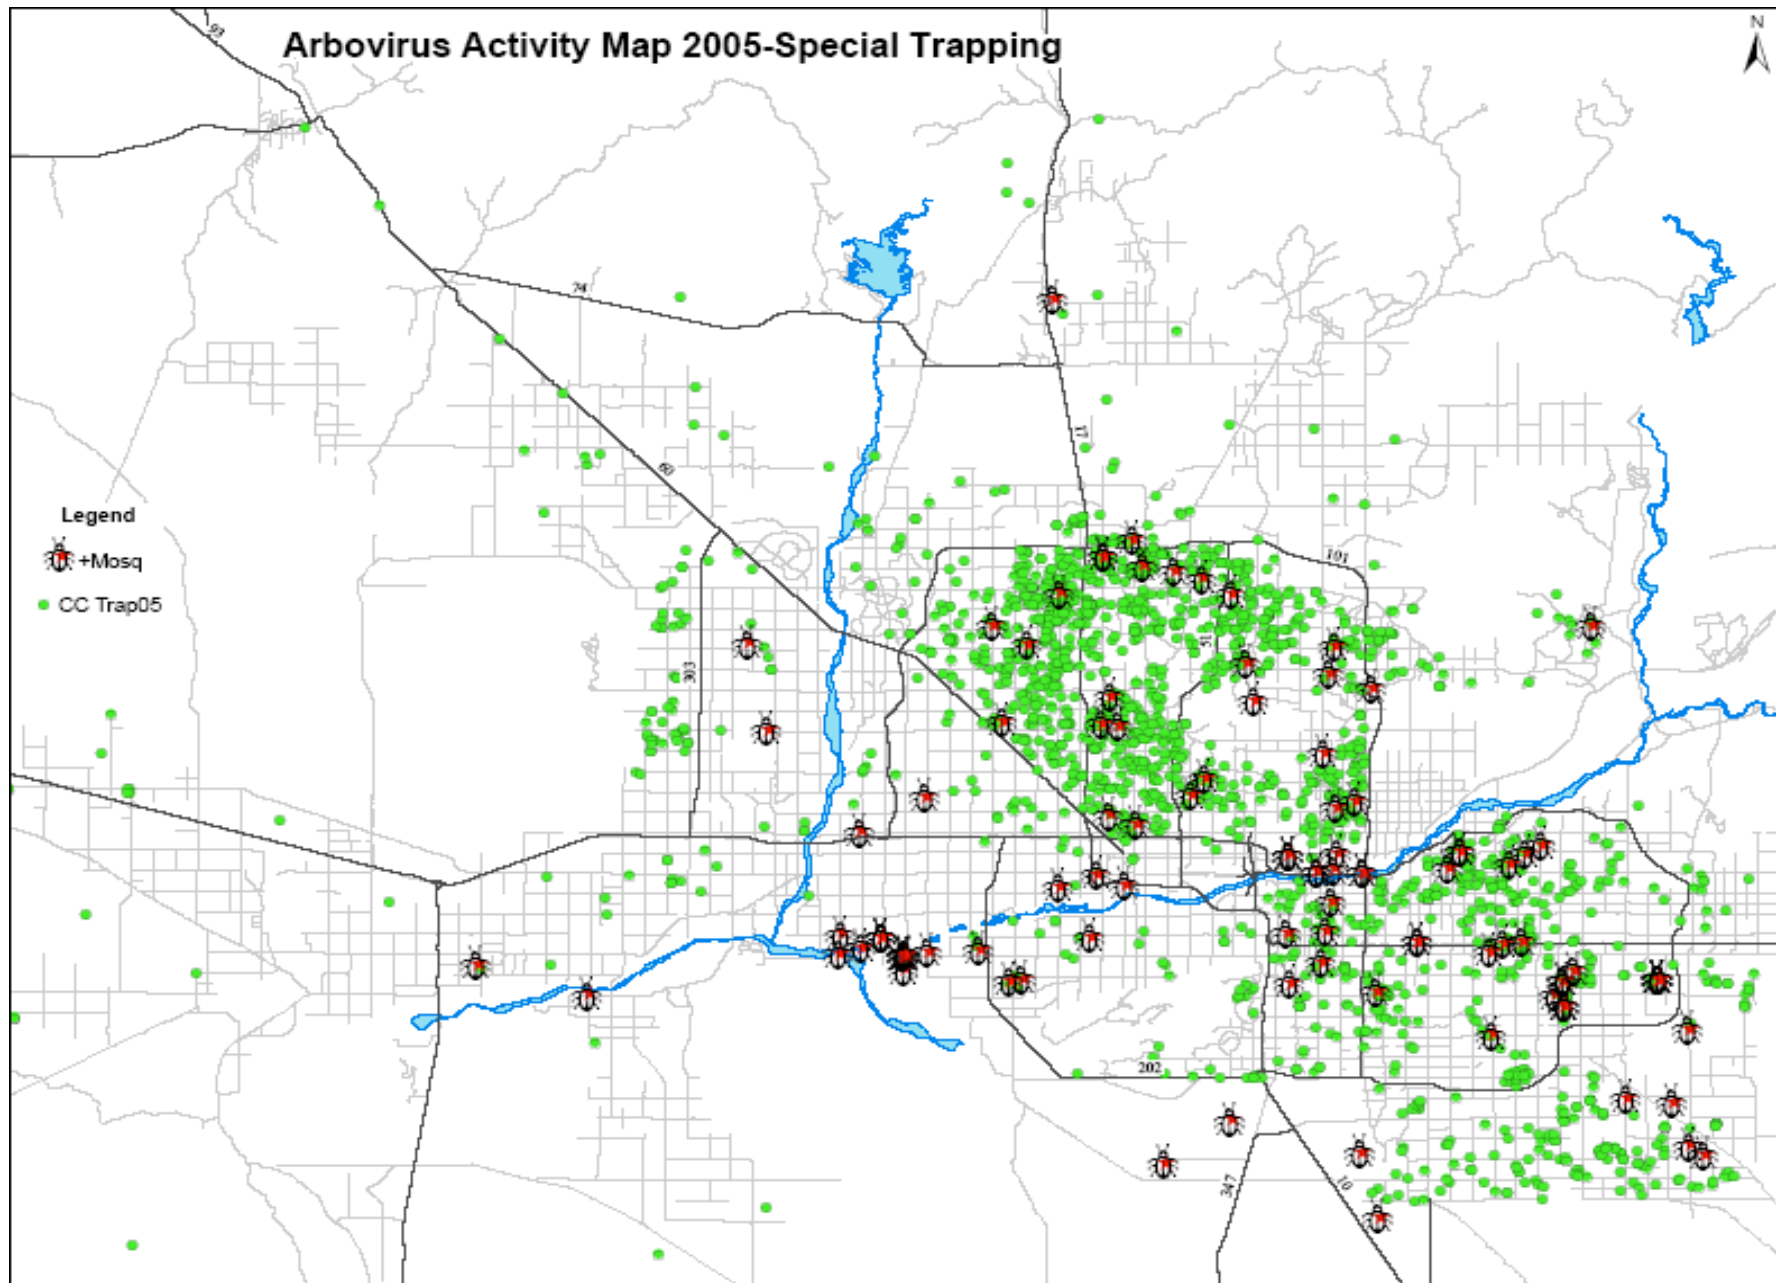 Arbovirus Activity Map 2005-Special Trapping
N
93
74
60
17
Legend
+Mosq
CC Trap05
101
51
303
202
347
10